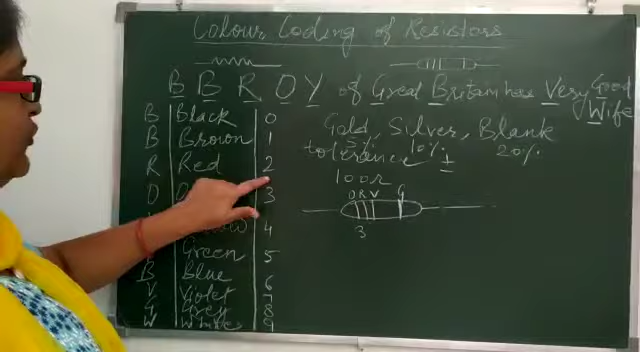 Colour Coding of Resistors
B B R O Y of Great Britain has Very Good
Wife
B Black 0
B Brown 1
R Red 2
O 3
4
Green 5
B Blue 6
V Violet 7
G Grey 8
W White 9
Gold, Silver, Blank
5% 10% 20%
tolerance ±
100Ω
O R V G
3